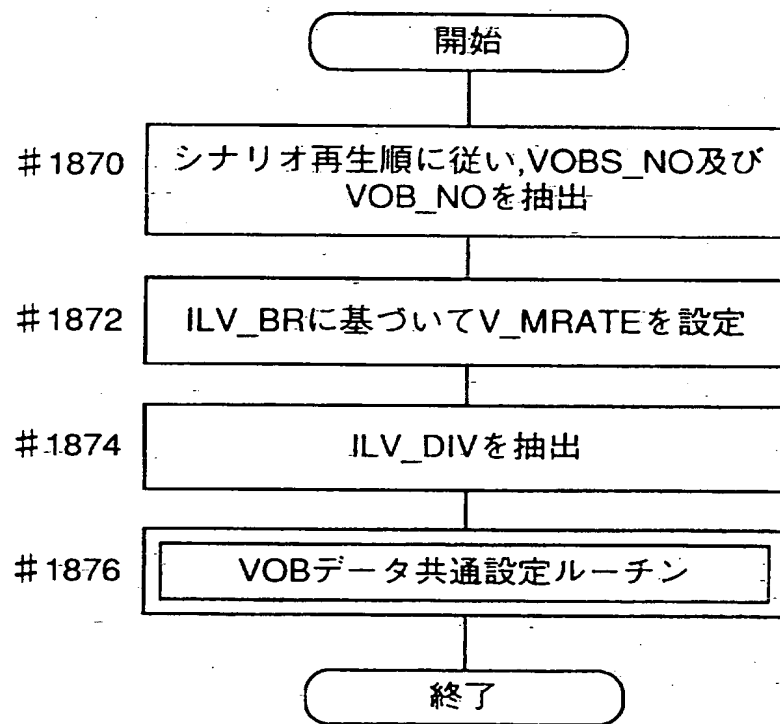 開始
#1870
シナリオ再生順に従い,VOBS_NO及び
VOB_NOを抽出
#1872
ILV_BRに基づいてV_MRATEを設定
#1874
ILV_DIVを抽出
#1876
VOBデータ共通設定ルーチン
終了